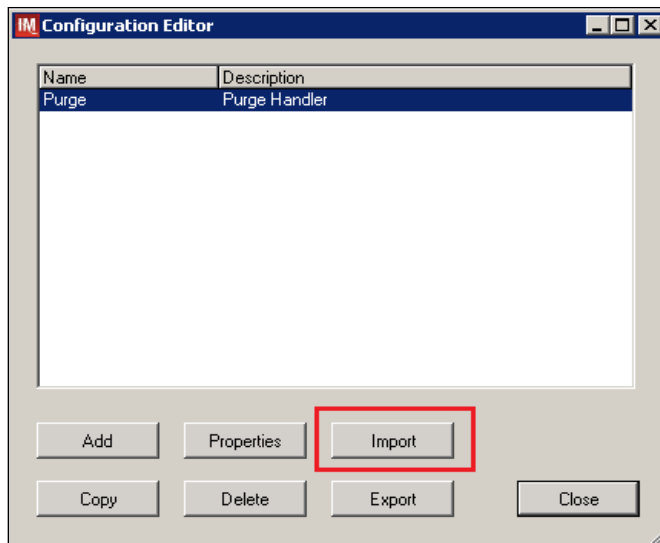 IM Configuration Editor
Name Description
Purge Purge Handler
Add Properties Import
Copy Delete Export Close